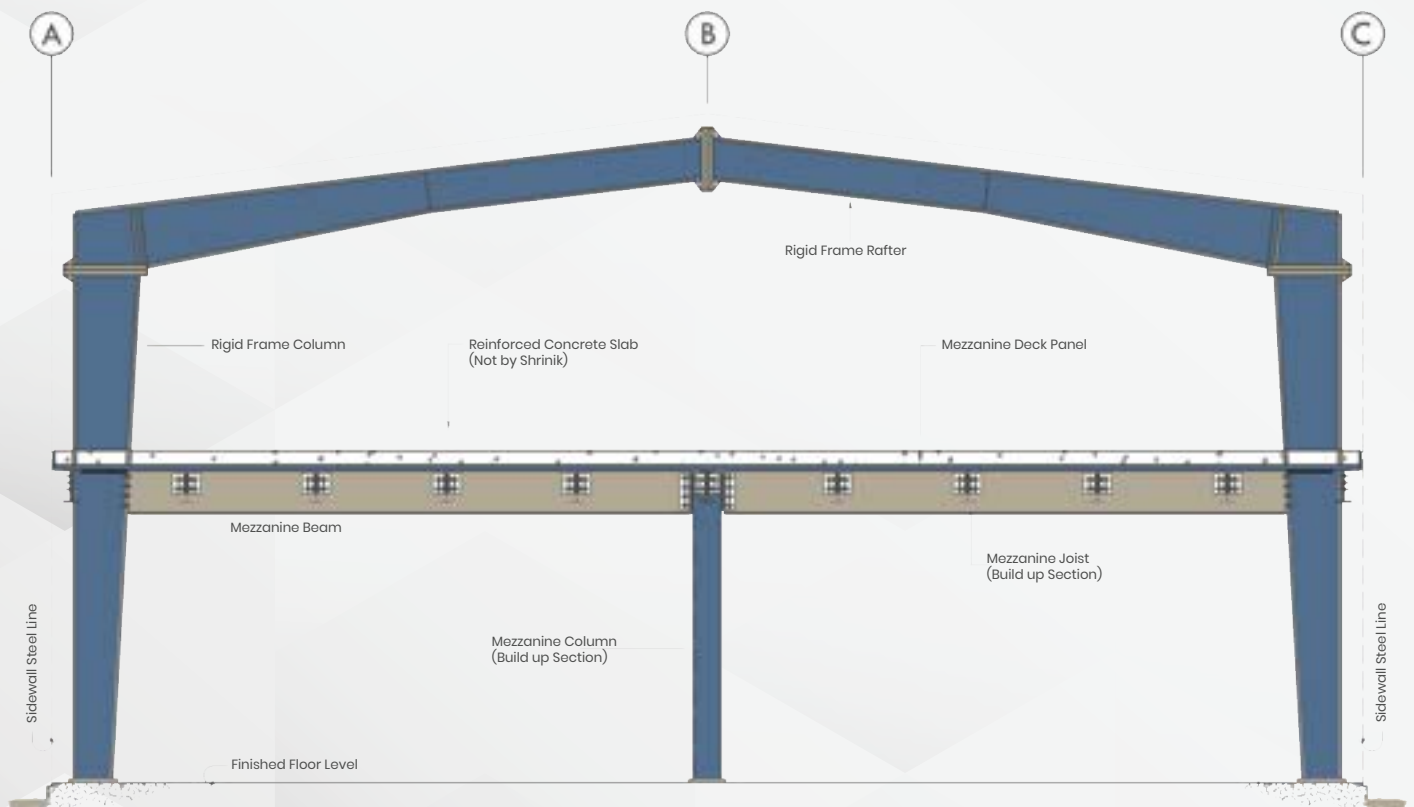 A
B
C
Rigid Frame Rafter
Rigid Frame Column
Reinforced Concrete Slab
(Not by Shrinik)
Mezzanine Deck Panel
Mezzanine Beam
Mezzanine Joist
(Build up Section)
Mezzanine Column
(Build up Section)
Sidewall Steel Line
Sidewall Steel Line
Finished Floor Level